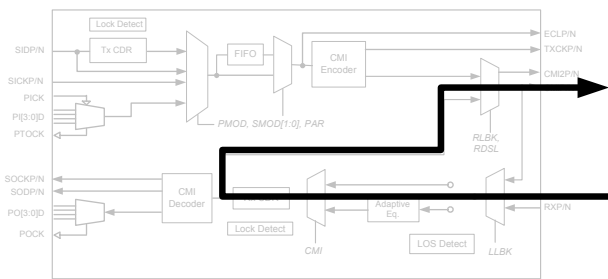 Lock Detect
SIDP/N
Tx CDR
FIFO
CMI
Encoder
ECLP/N
TXCKP/N
CMI2P/N
SICKP/N
PICK
PI[3:0]D
PTOCK
PMOD, SMOD[1:0], PAR
RLBK,
RDSL
SOCKP/N
SODP/N
PO[3:0]D
POCK
CMI
Decoder
Lock Detect
CMI
Adaptive
Eq.
LOS Detect
LLBK
RXP/N